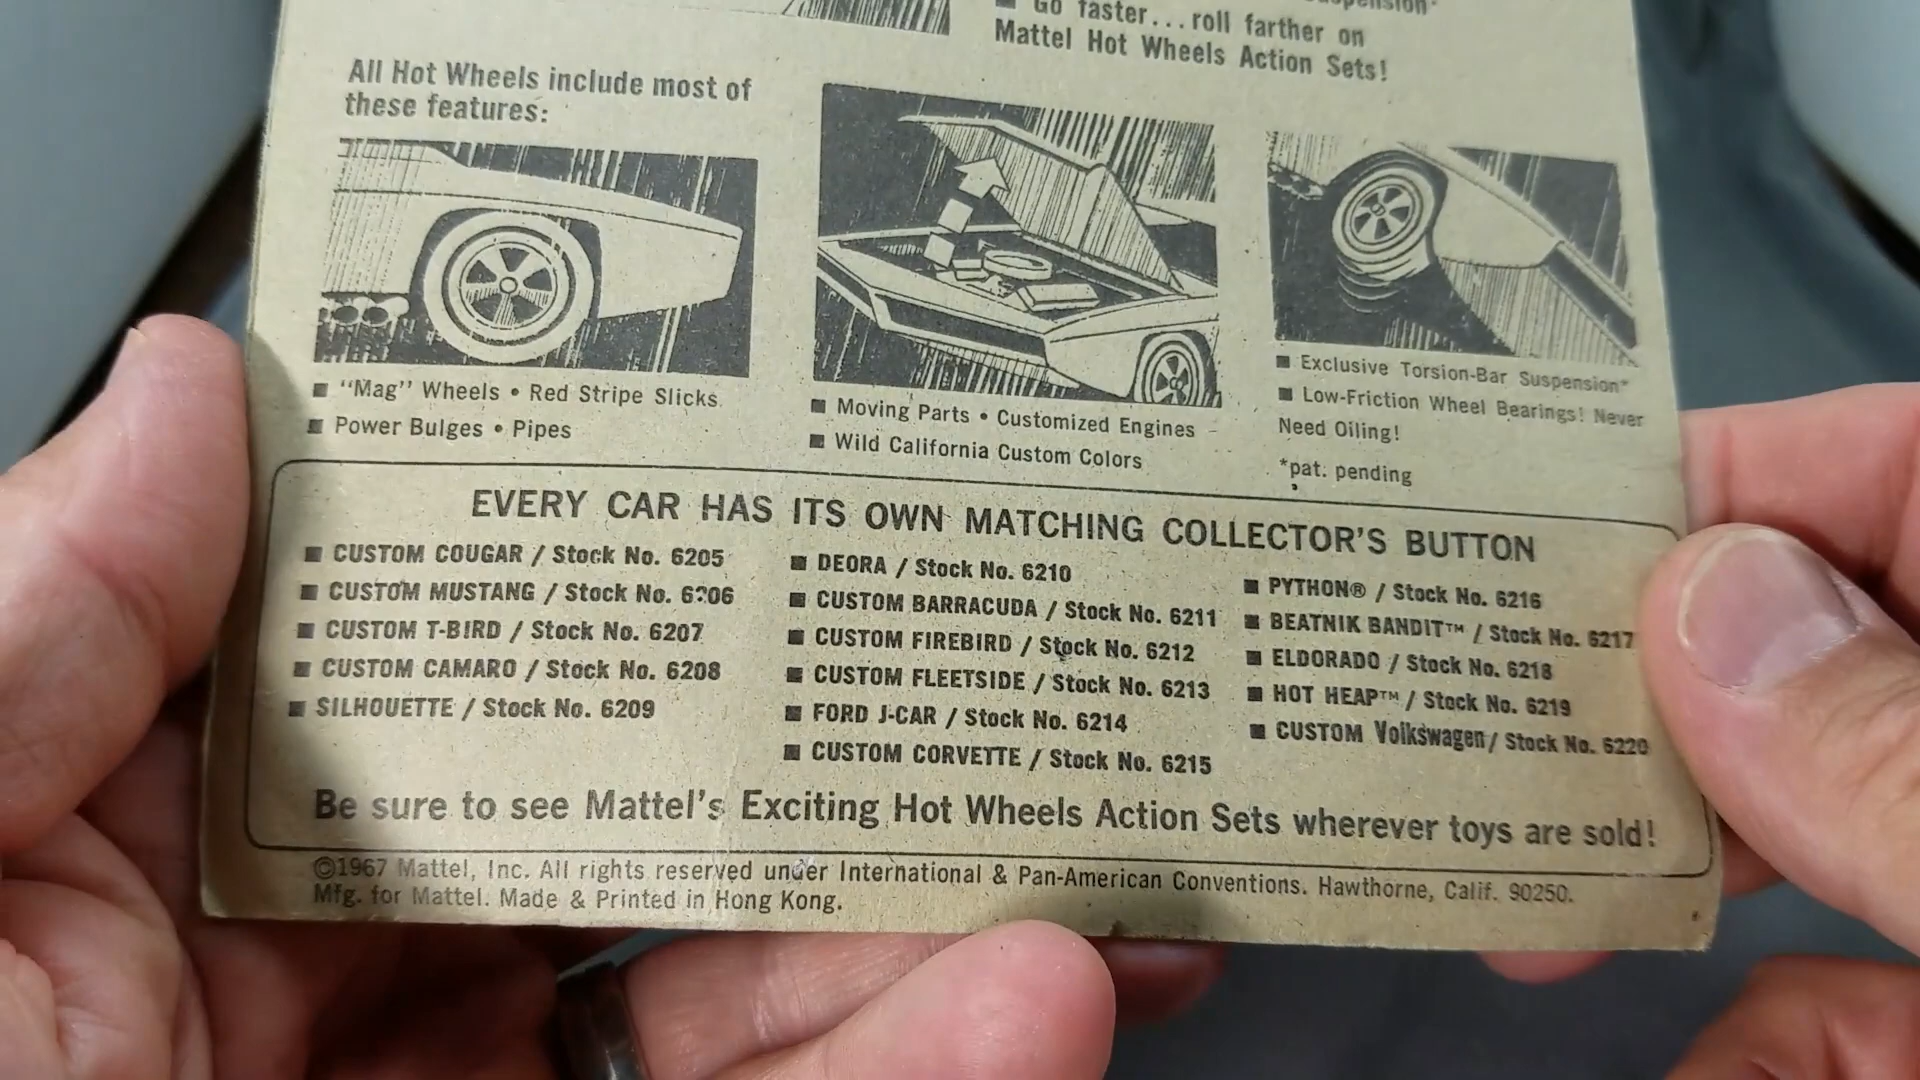 Go faster...roll farther on
Mattel Hot Wheels Action Sets!
All Hot Wheels include most of
these features:
■ "Mag" Wheels • Red Stripe Slicks
■ Power Bulges • Pipes
■ Moving Parts • Customized Engines
■ Wild California Custom Colors
■ Exclusive Torsion-Bar Suspension*
■ Low-Friction Wheel Bearings! Never
Need Oiling!
*pat. pending
EVERY CAR HAS ITS OWN MATCHING COLLECTOR'S BUTTON
■ CUSTOM COUGAR / Stock No. 6205
■ CUSTOM MUSTANG / Stock No. 6206
■ CUSTOM T-BIRD / Stock No. 6207
■ CUSTOM CAMARO / Stock No. 6208
■ SILHOUETTE / Stock No. 6209
■ DEORA / Stock No. 6210
■ CUSTOM BARRACUDA / Stock No. 6211
■ CUSTOM FIREBIRD / Stock No. 6212
■ CUSTOM FLEETSIDE / Stock No. 6213
■ FORD J-CAR / Stock No. 6214
■ CUSTOM CORVETTE / Stock No. 6215
■ PYTHON® / Stock No. 6216
■ BEATNIK BANDIT™ / Stock No. 6217
■ ELDORADO / Stock No. 6218
■ HOT HEAP™ / Stock No. 6219
■ CUSTOM Volkswagen / Stock No. 6220
Be sure to see Mattel's Exciting Hot Wheels Action Sets wherever toys are sold!
©1967 Mattel, Inc. All rights reserved under International & Pan-American Conventions. Hawthorne, Calif. 90250.
Mfg. for Mattel. Made & Printed in Hong Kong.